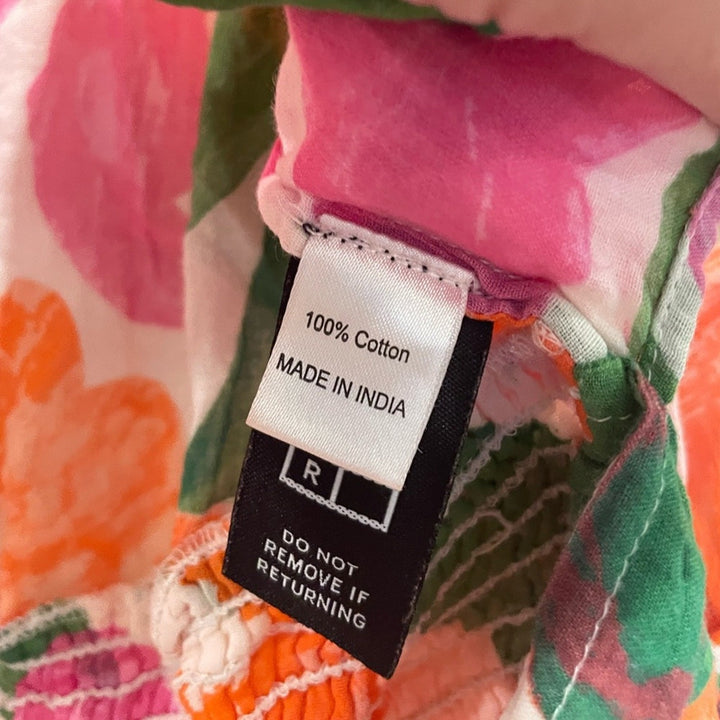 100% Cotton
MADE IN INDIA
R
DO NOT
REMOVE IF
RETURNING